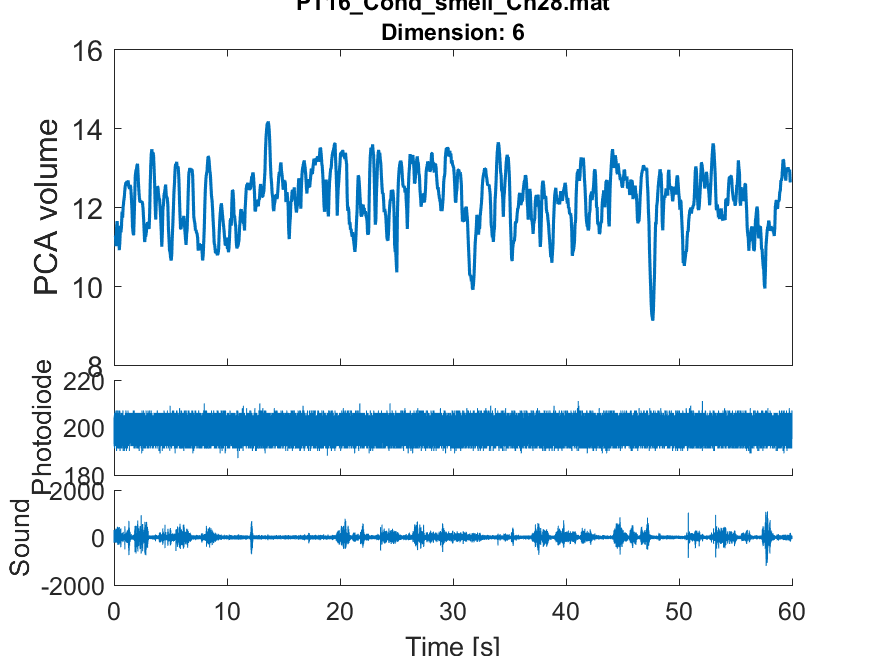 PT16_Cond_smell_Ch28.mat
Dimension: 6
16
14
12
10
8
PCA volume
220
200
180
Photodiode
2000
0
-2000
Sound
0 10 20 30 40 50 60
Time [s]